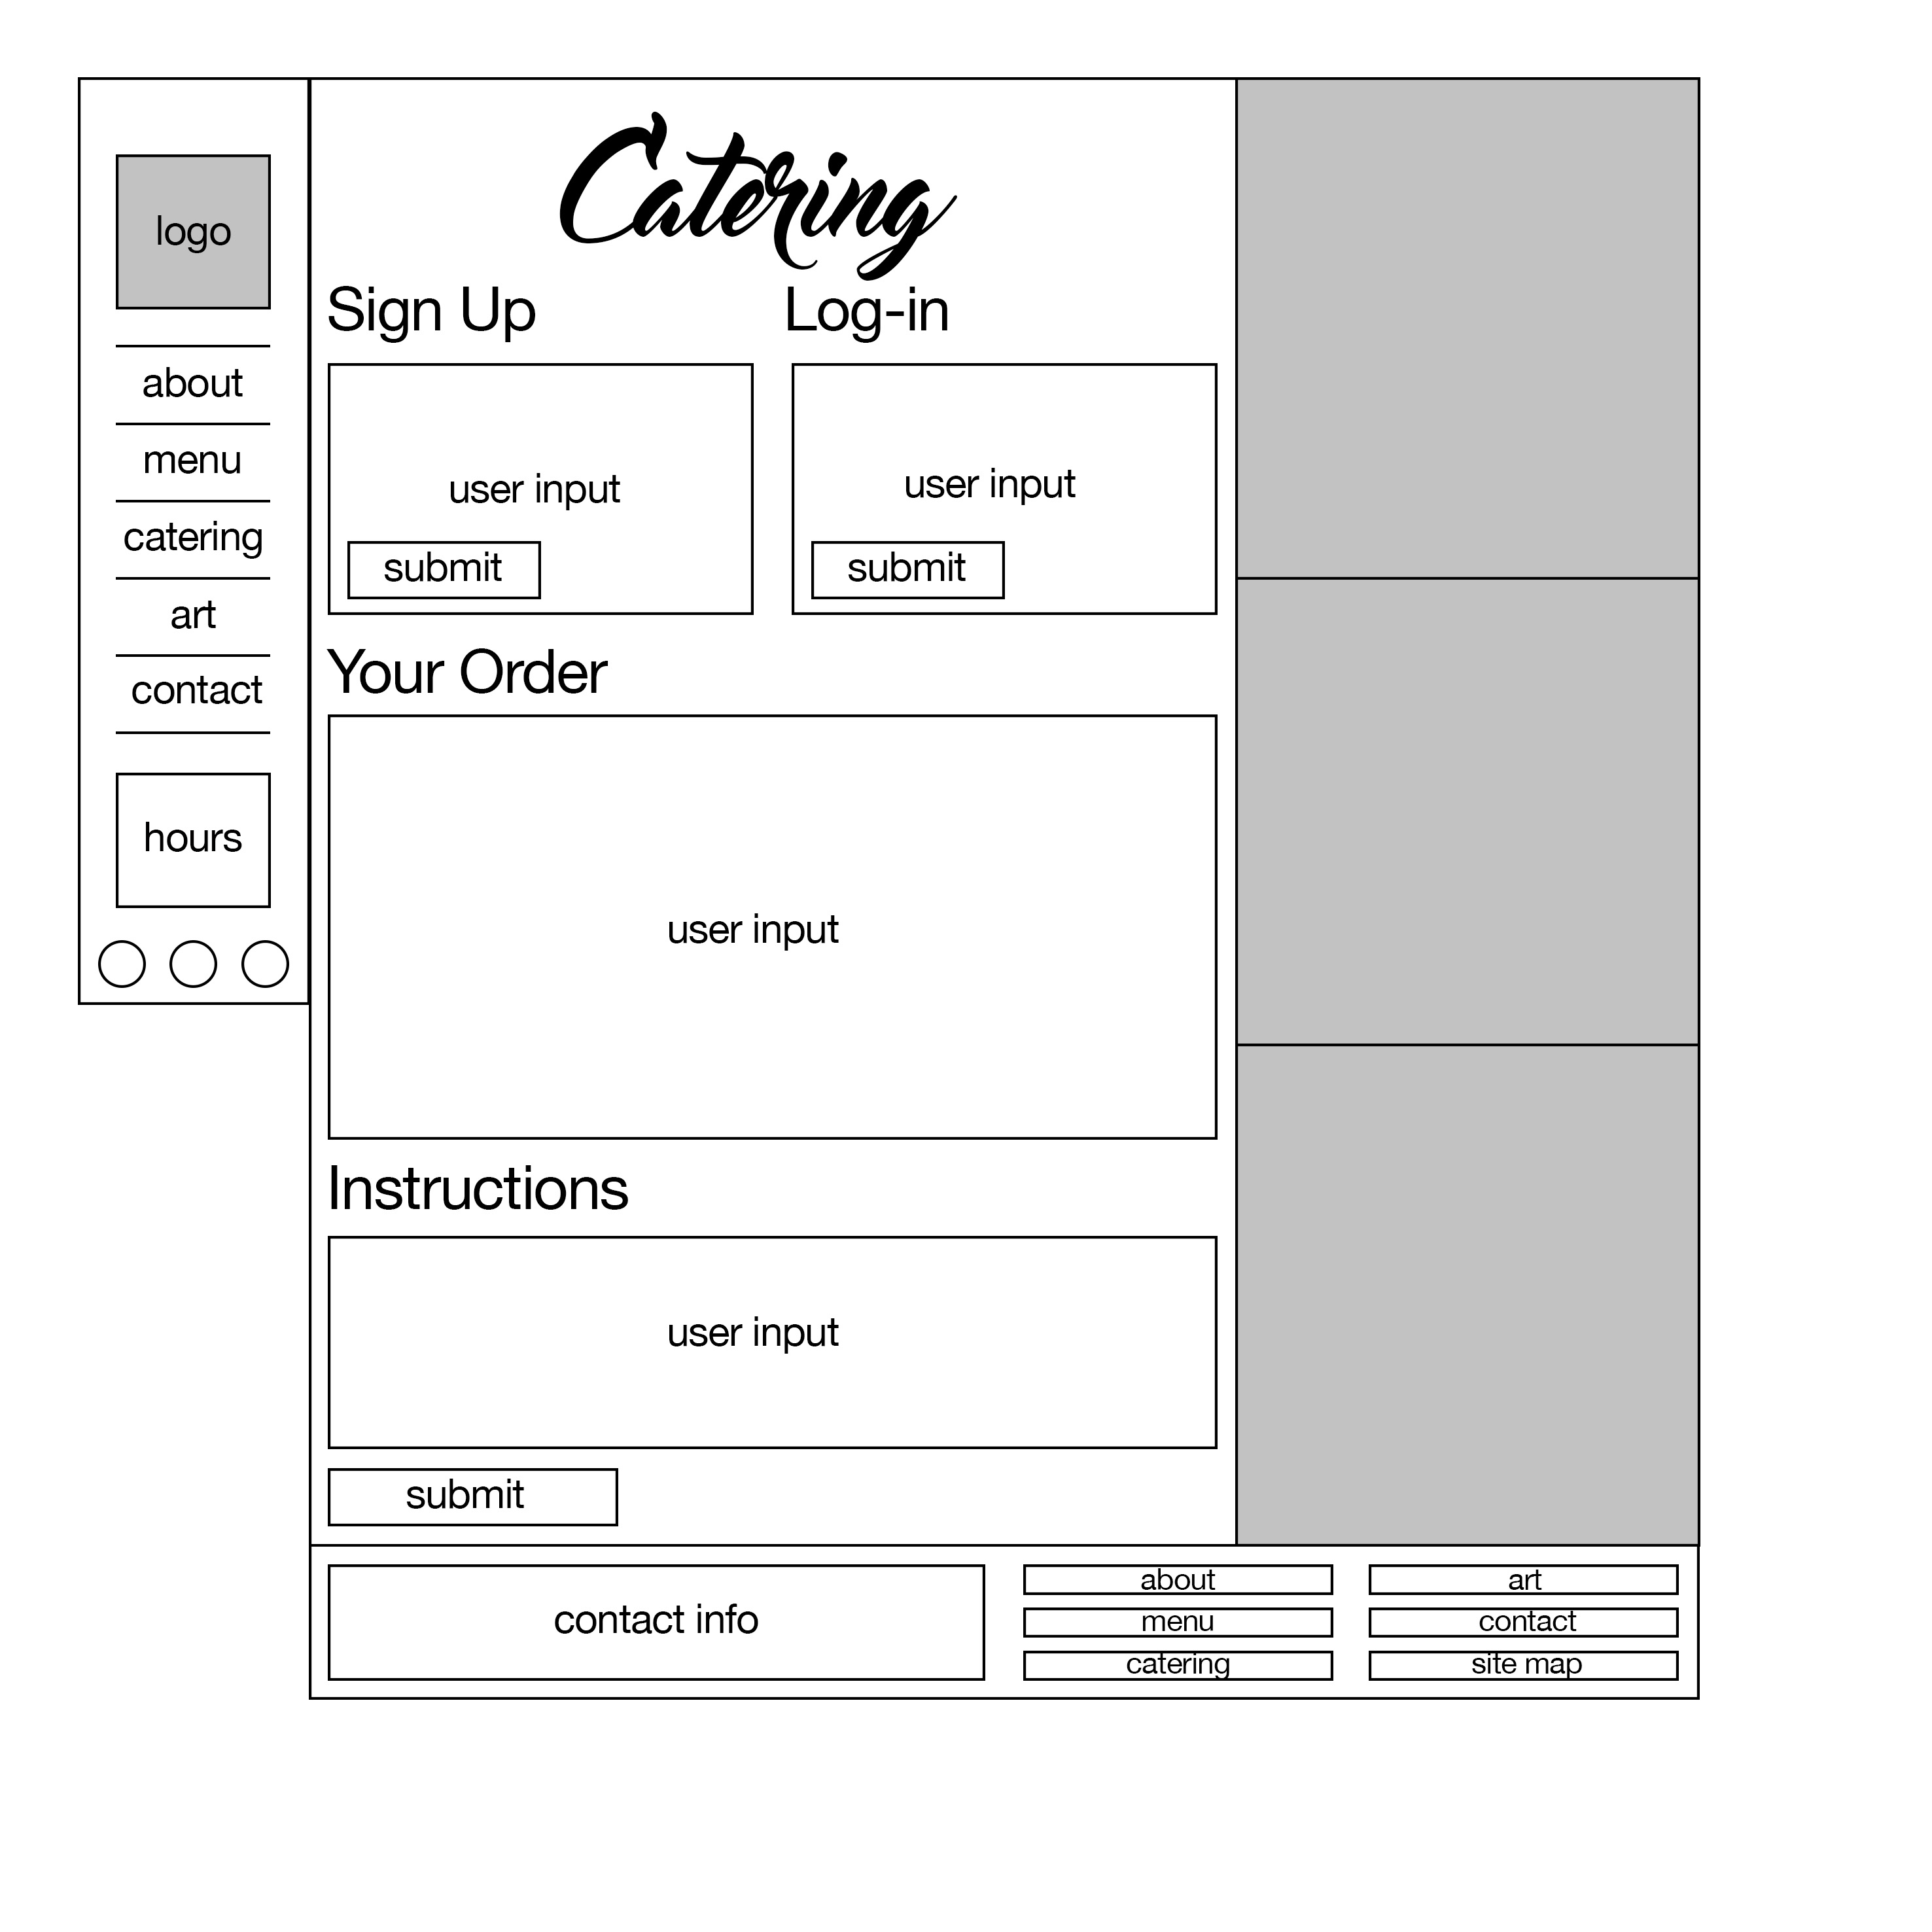 logo
about
menu
catering
art
contact
hours
Catering
Sign Up
Log-in
user input
submit
user input
submit
Your Order
user input
Instructions
user input
submit
contact info
about
menu
catering
art
contact
site map